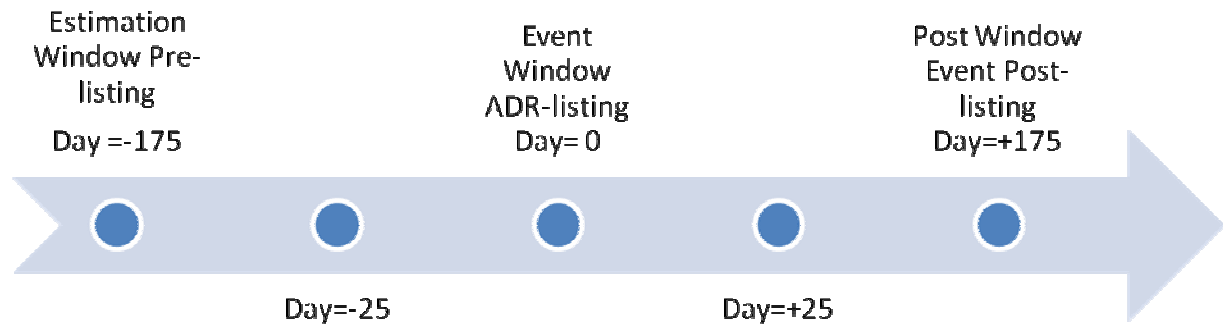 Estimation
Window Pre-
listing
Day =-175
Event
Window
ADR-listing
Day= 0
Post Window
Event Post-
listing
Day=+175
Day=-25
Day=+25